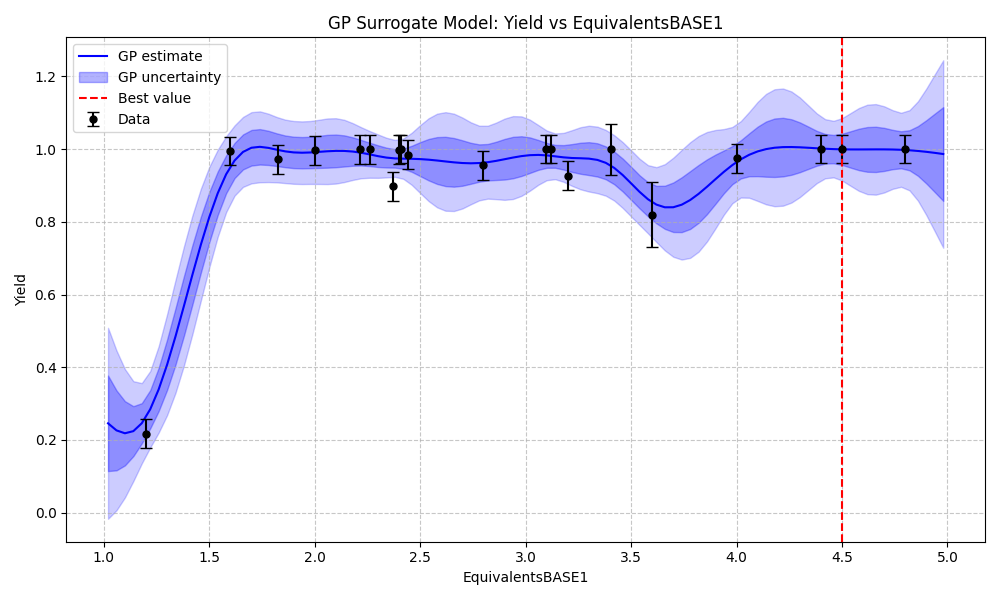 GP Surrogate Model: Yield vs EquivalentsBASE1
GP estimate
GP uncertainty
Best value
Data
Yield
1.2
1.0
0.8
0.6
0.4
0.2
0.0
1.0 1.5 2.0 2.5 3.0 3.5 4.0 4.5 5.0
EquivalentsBASE1